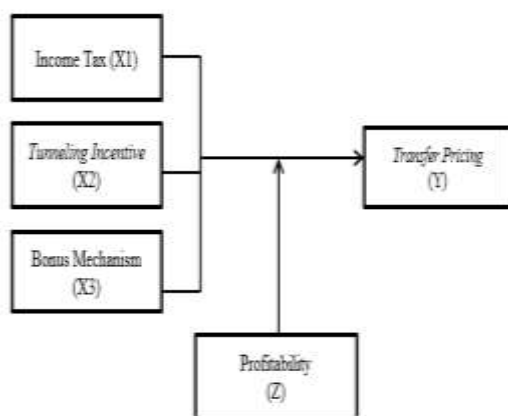 Income Tax (X1)
Tunneling Incentive
(X2)
Transfer Pricing
(Y)
Bonus Mechanism
(X3)
Profitability
(Z)